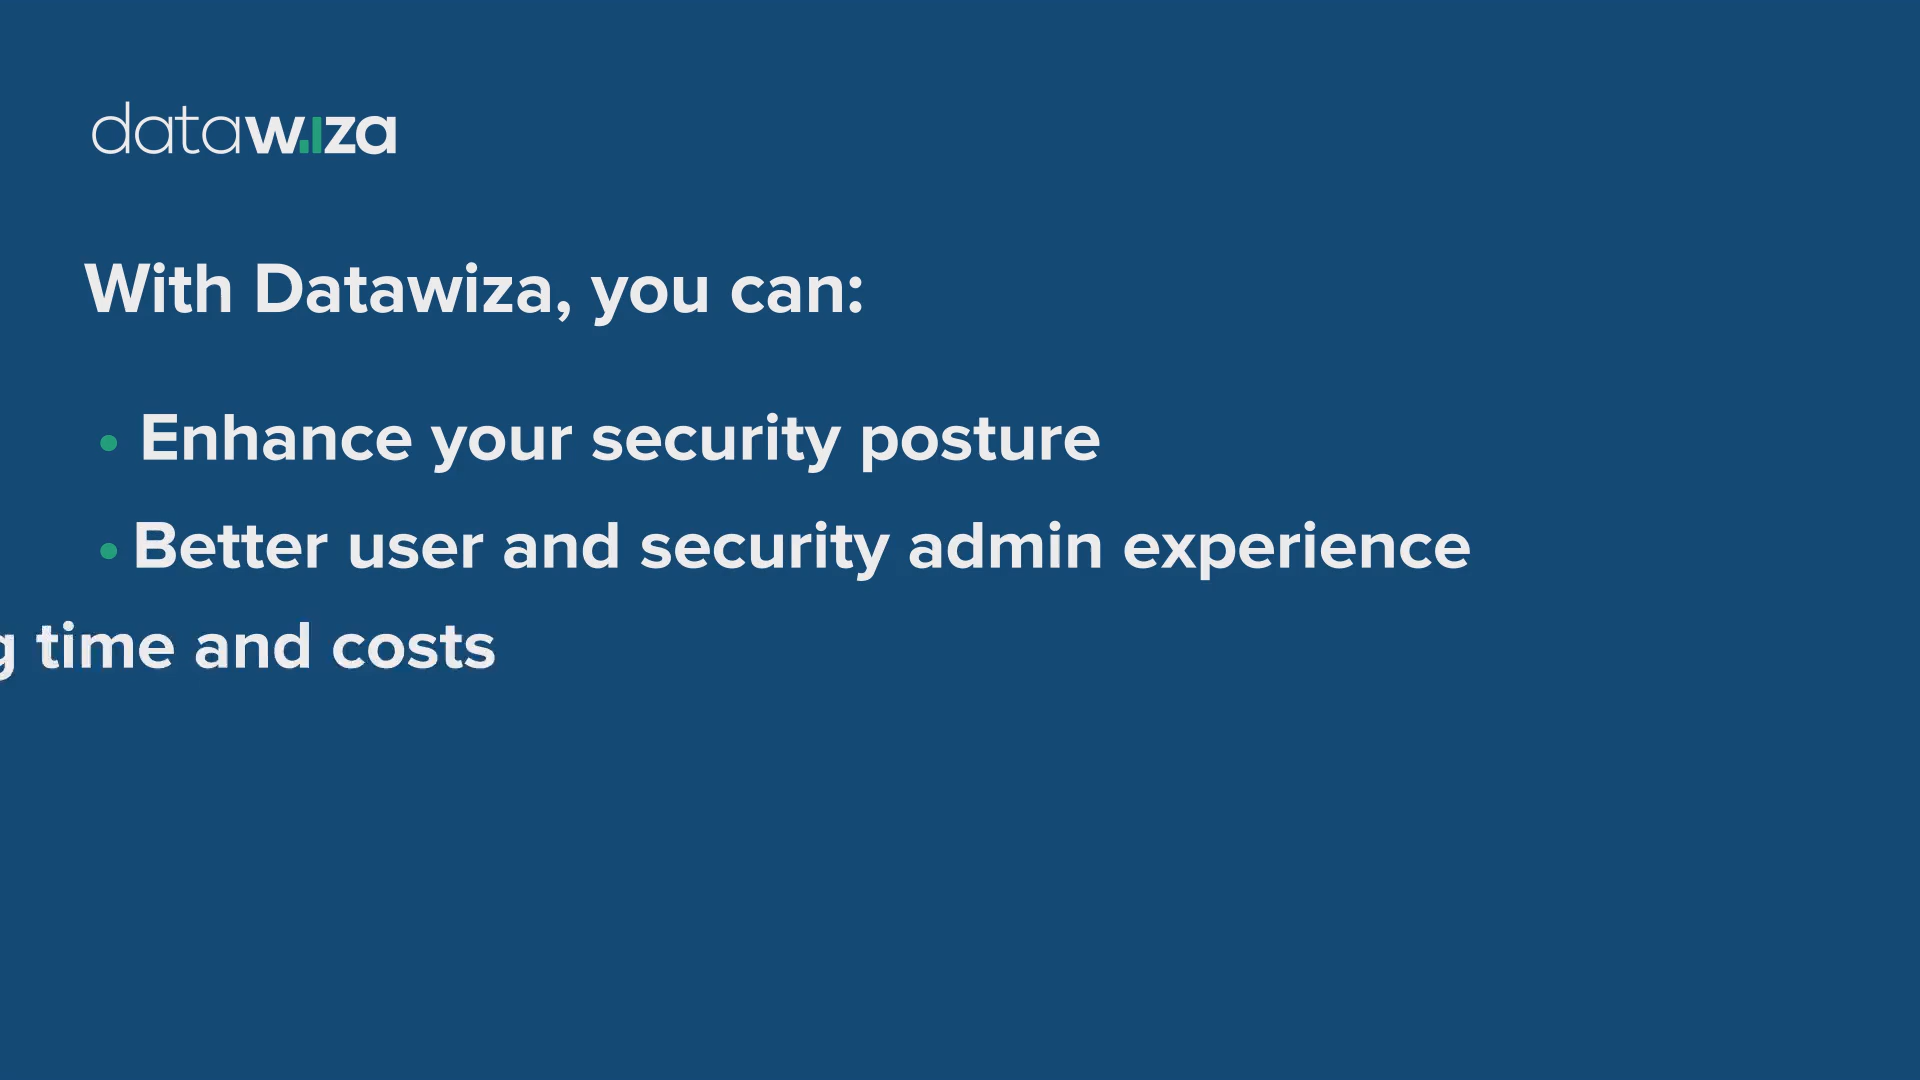 datawiza
With Datawiza, you can:
• Enhance your security posture
• Better user and security admin experience
g time and costs